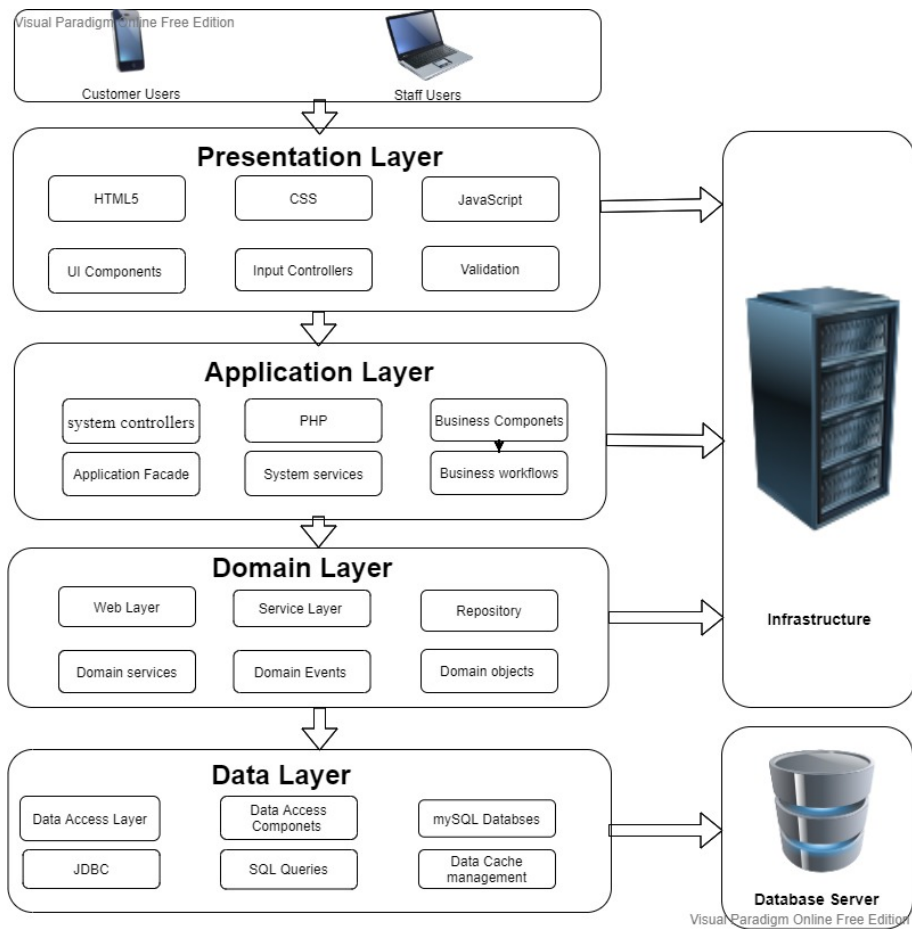 Visual Paradigm Online Free Edition
Customer Users
Staff Users
Presentation Layer
HTML5
CSS
JavaScript
UI Components
Input Controllers
Validation
Application Layer
system controllers
PHP
Business Componets
Application Facade
System services
Business workflows
Domain Layer
Web Layer
Service Layer
Repository
Domain services
Domain Events
Domain objects
Infrastructure
Data Layer
Data Access Layer
Data Access
Componets
mySQL Databses
JDBC
SQL Queries
Data Cache
management
Database Server
Visual Paradigm Online Free Edition